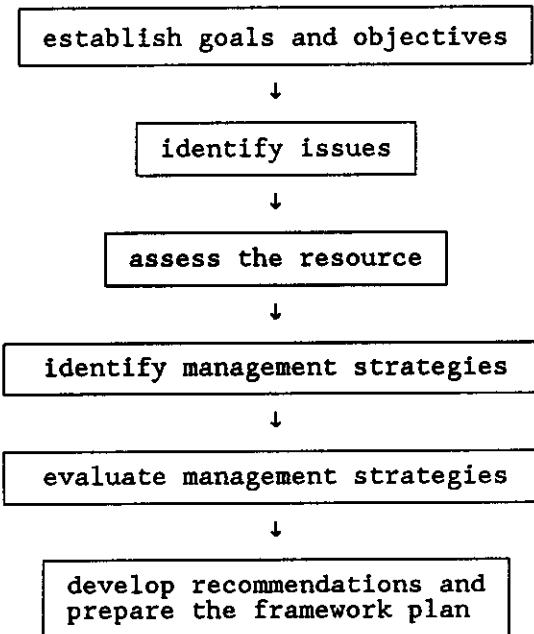 establish goals and objectives
↓
identify issues
↓
assess the resource
↓
identify management strategies
↓
evaluate management strategies
↓
develop recommendations and
prepare the framework plan